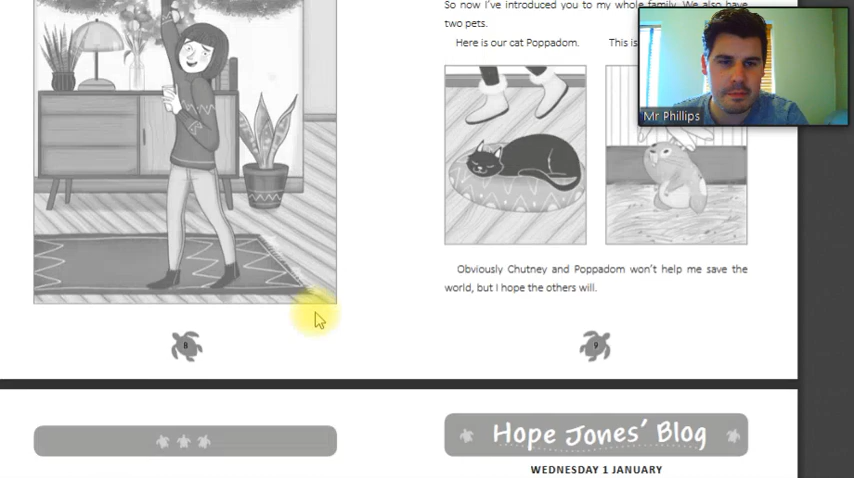 So now I've introduced you to my whole family. We also have
two pets.
Here is our cat Poppadom. This is
Mr Phillips
Obviously Chutney and Poppadom won't help me save the
world, but I hope the others will.
8
9
Hope Jones' Blog
WEDNESDAY 1 JANUARY